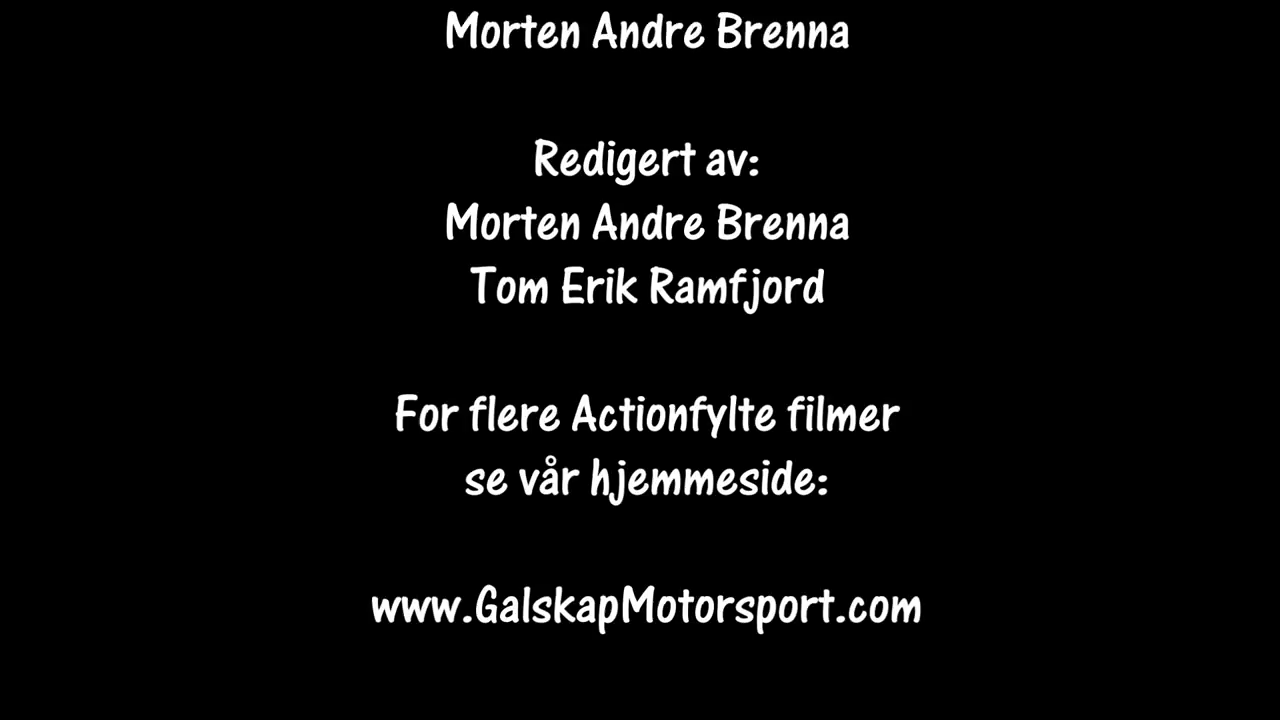 Morten Andre Brenna
Redigert av:
Morten Andre Brenna
Tom Erik Ramfjord
For flere Actionfylte filmer
se vår hjemmeside:
www.GalskapMotorsport.com